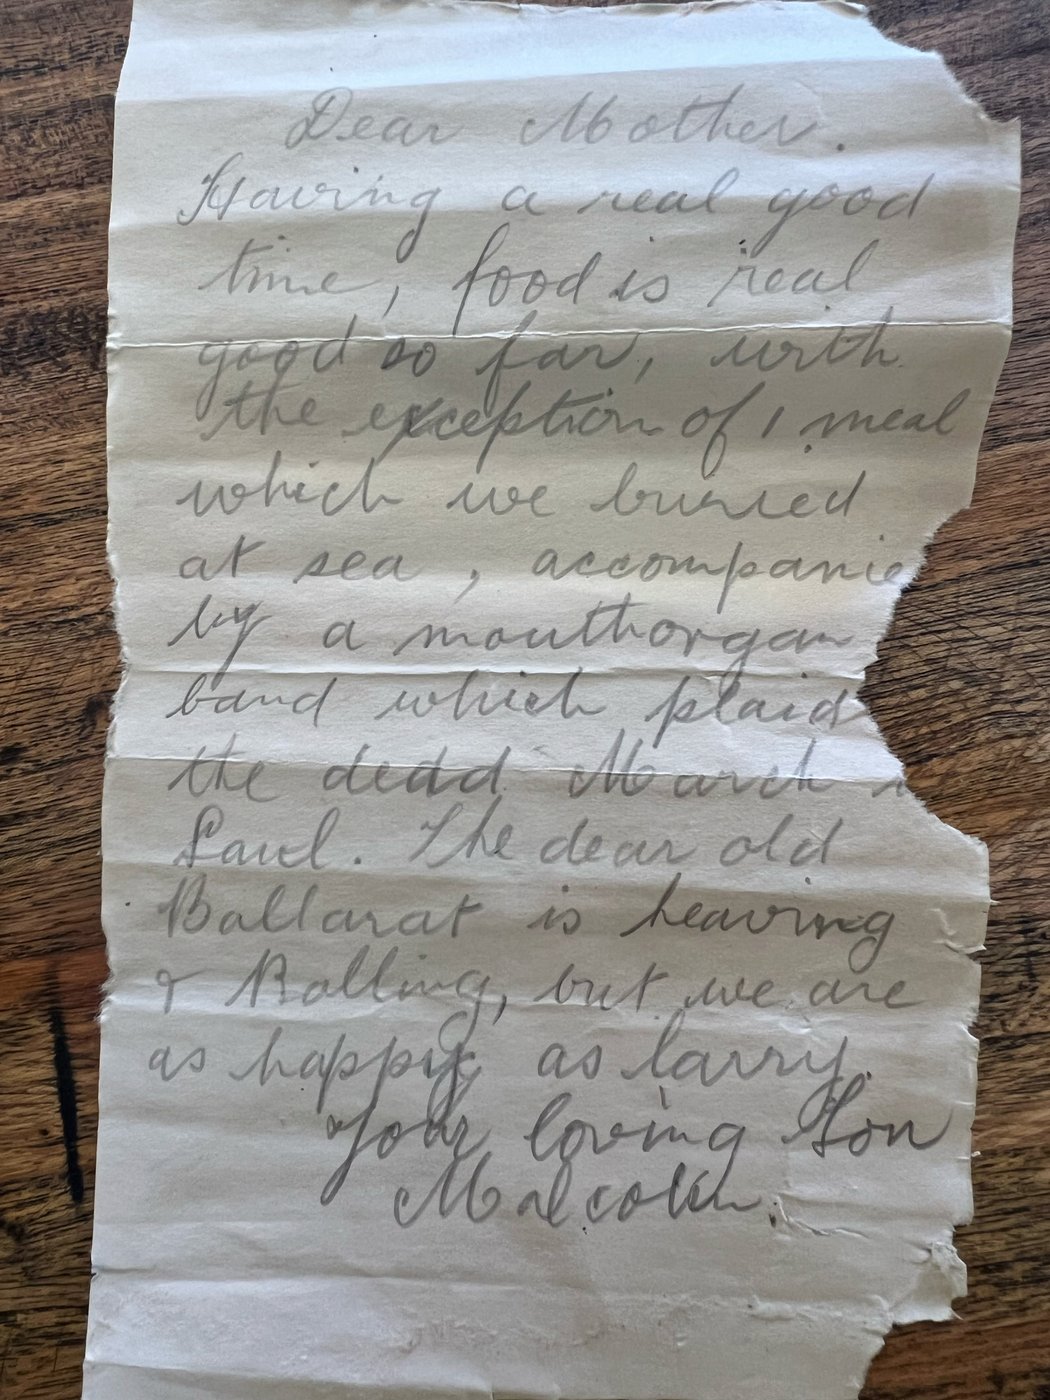 Dear Mother.
Having a real good
time, food is real
good so far, with
the exception of 1 meal
which we buried
at sea, accompanie
by a mouthorgan
band which plaid
the dead March
Saul. The dear old
Ballarat is heaving
& Rolling, but we are
as happy as larry.
Your loving Son
Malcolm.